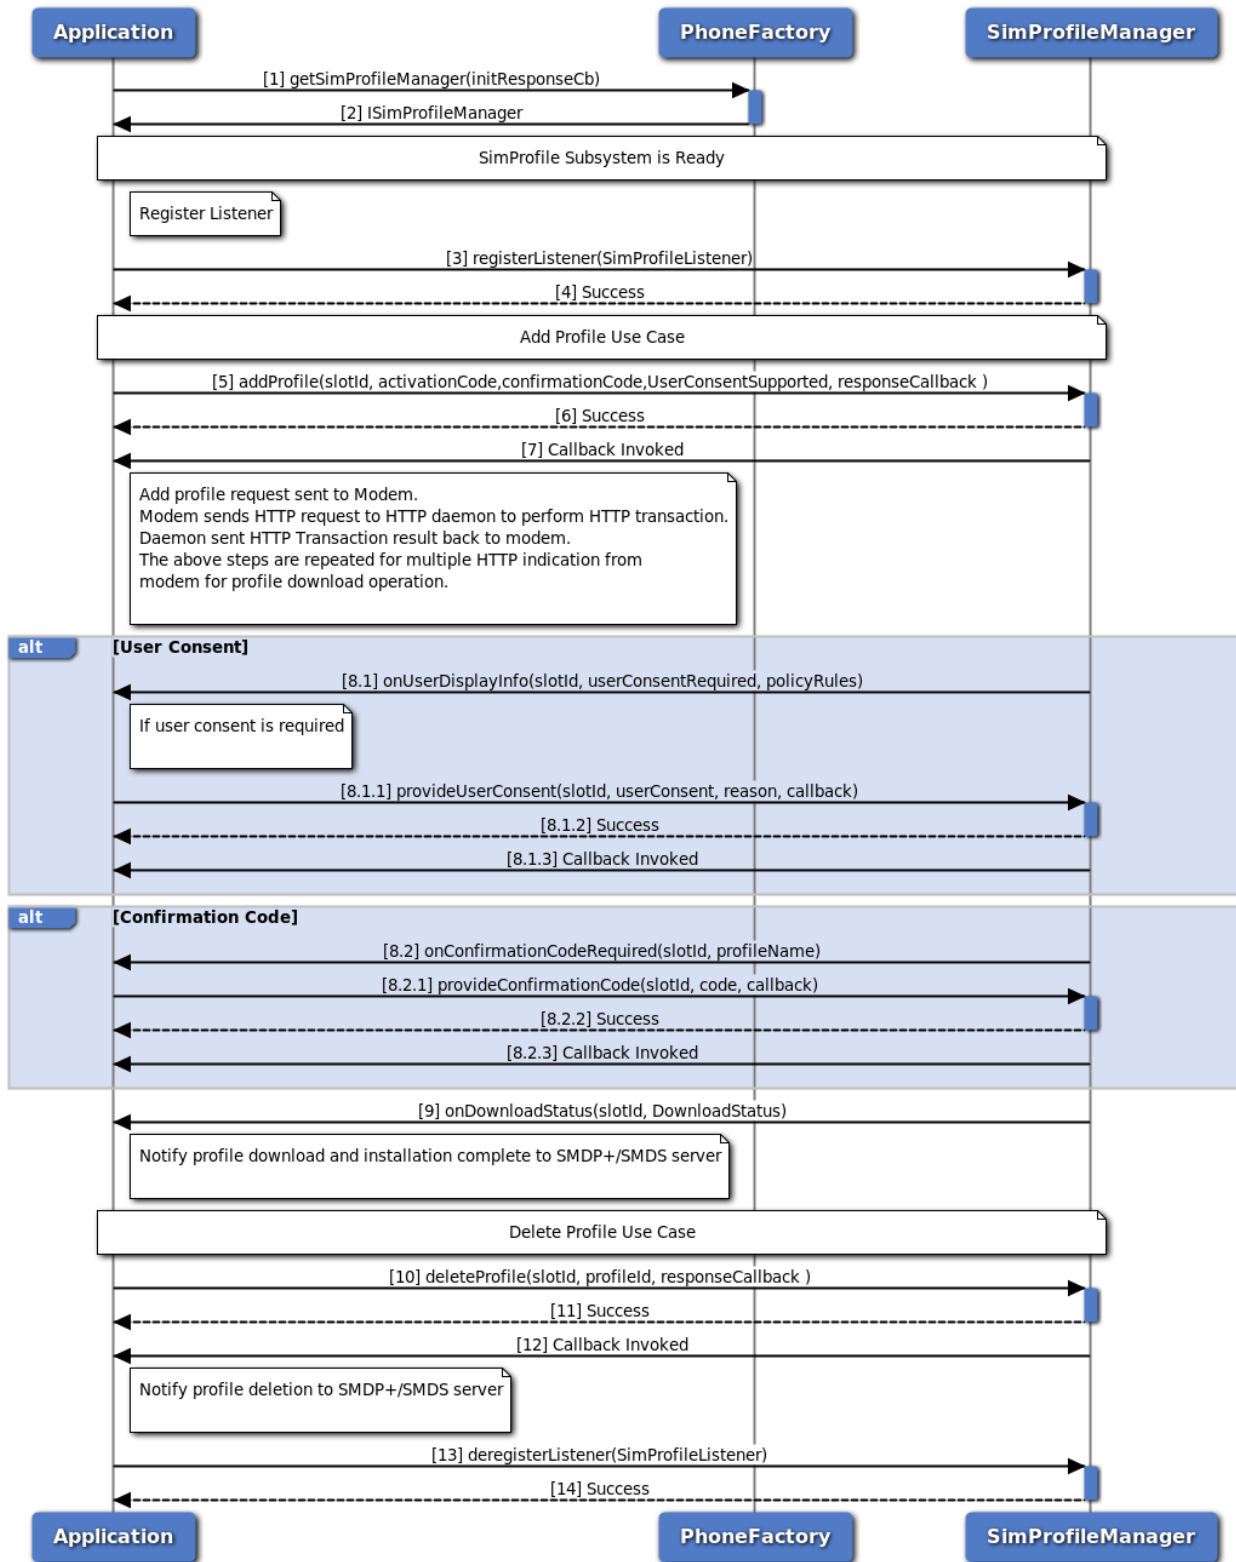 Application
PhoneFactory
SimProfileManager
[1] getSimProfileManager(initResponseCb)
[2] ISimProfileManager
SimProfile Subsystem is Ready
Register Listener
[3] registerListener(SimProfileListener)
[4] Success
Add Profile Use Case
[5] addProfile(slotId, activationCode,confirmationCode,UserConsentSupported, responseCallback )
[6] Success
[7] Callback Invoked
Add profile request sent to Modem.
Modem sends HTTP request to HTTP daemon to perform HTTP transaction.
Daemon sent HTTP Transaction result back to modem.
The above steps are repeated for multiple HTTP indication from
modem for profile download operation.
alt
[User Consent]
[8.1] onUserDisplayInfo(slotId, userConsentRequired, policyRules)
If user consent is required
[8.1.1] provideUserConsent(slotId, userConsent, reason, callback)
[8.1.2] Success
[8.1.3] Callback Invoked
alt
[Confirmation Code]
[8.2] onConfirmationCodeRequired(slotId, profileName)
[8.2.1] provideConfirmationCode(slotId, code, callback)
[8.2.2] Success
[8.2.3] Callback Invoked
[9] onDownloadStatus(slotId, DownloadStatus)
Notify profile download and installation complete to SMDP+/SMDS server
Delete Profile Use Case
[10] deleteProfile(slotId, profileId, responseCallback )
[11] Success
[12] Callback Invoked
Notify profile deletion to SMDP+/SMDS server
[13] deregisterListener(SimProfileListener)
[14] Success
Application
PhoneFactory
SimProfileManager